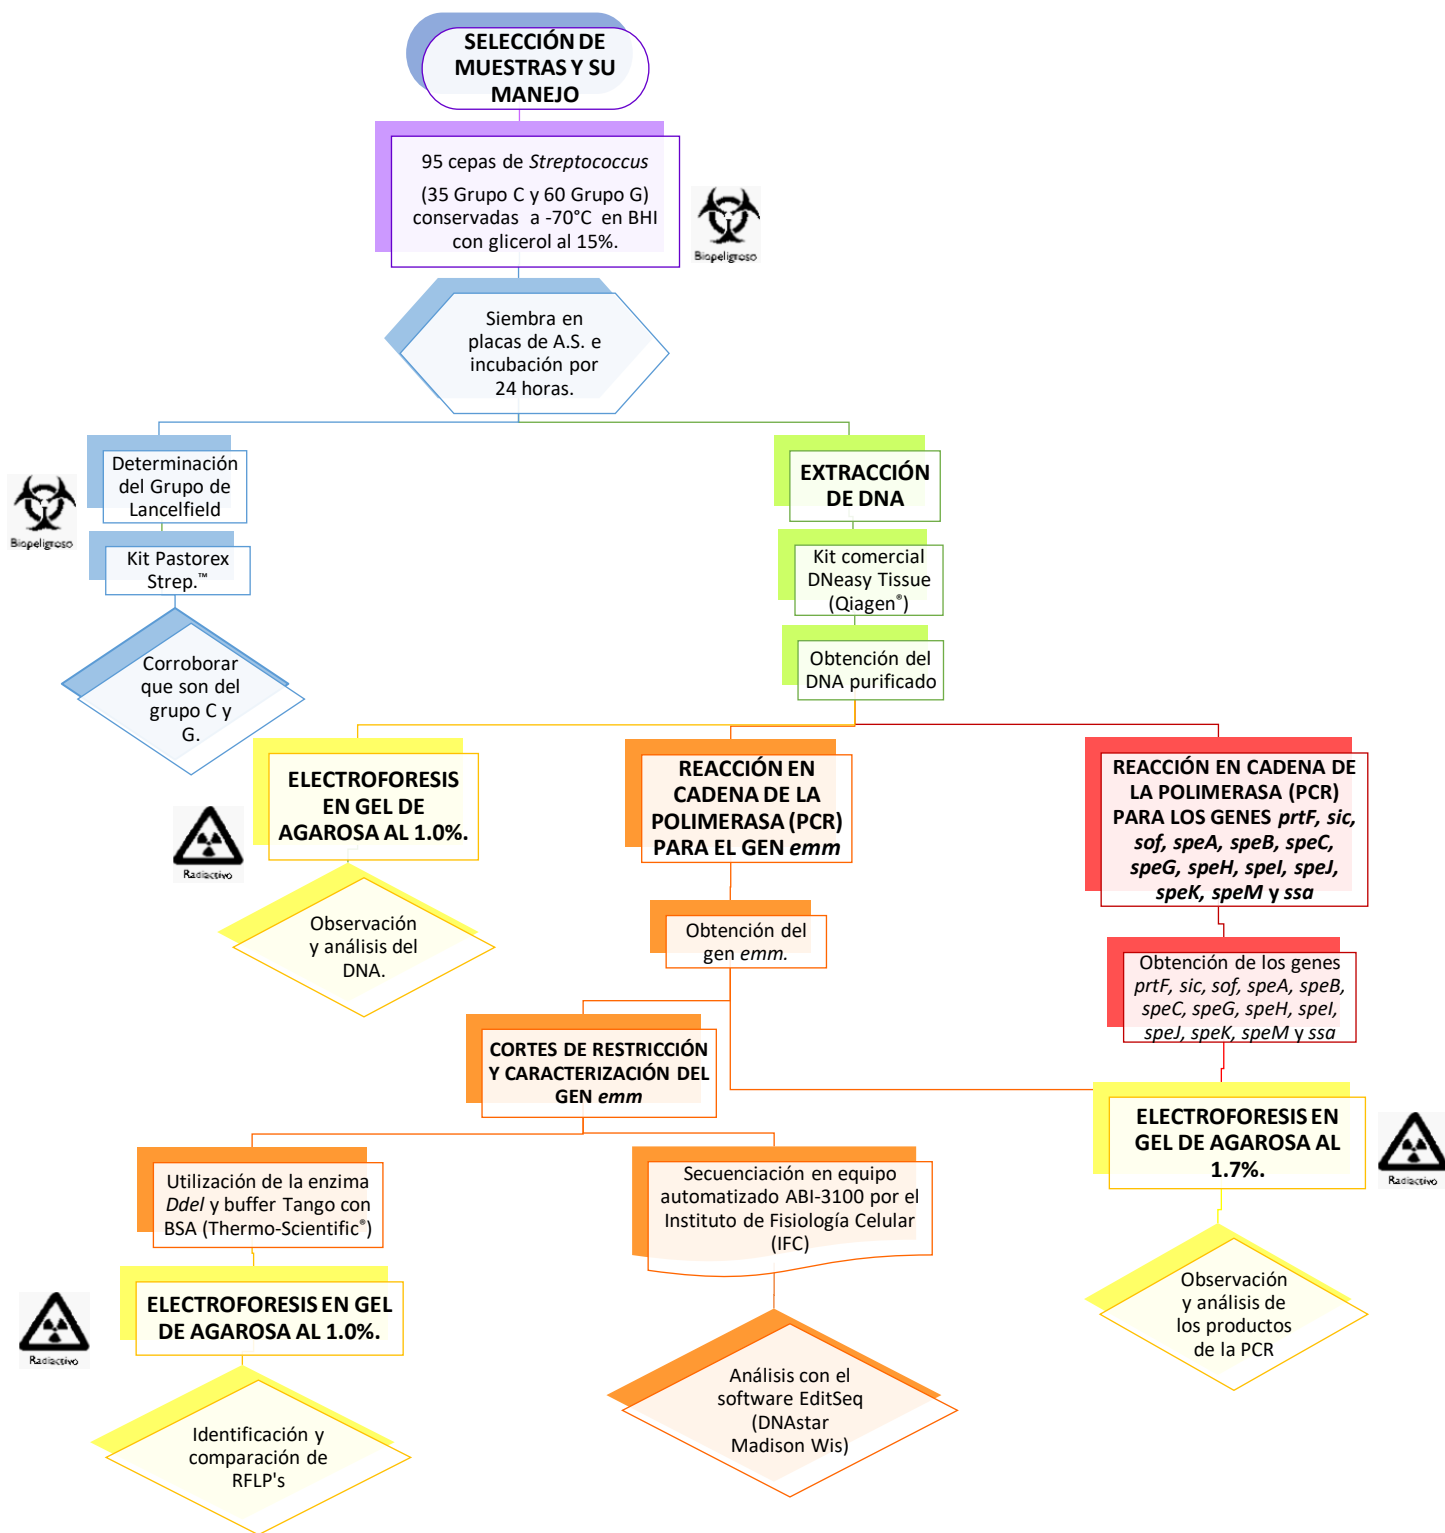 SELECCIÓN DE
MUESTRAS Y SU
MANEJO
95 cepas de Streptococcus
(35 Grupo C y 60 Grupo G)
conservadas a -70°C en BHI
con glicerol al 15%.
Biopeligroso
Siembra en
placas de A.S. e
incubación por
24 horas.
Determinación
del Grupo de
Lancelfield
Biopeligroso
Kit Pastorex
Strep.™
Corroborar
que son del
grupo C y
G.
EXTRACCIÓN
DE DNA
Kit comercial
DNeasy Tissue
(Qiagen®)
Obtención del
DNA purificado
ELECTROFORESIS
EN GEL DE
AGAROSA AL 1.0%.
Radiactivo
Observación
y análisis del
DNA.
REACCIÓN EN
CADENA DE LA
POLIMERASA (PCR)
PARA EL GEN emm
Obtención del
gen emm.
REACCIÓN EN CADENA DE
LA POLIMERASA (PCR)
PARA LOS GENES prtF, sic,
sof, speA, speB, speC,
speG, speH, speI, speJ,
speK, speM y ssa
Obtención de los genes
prtF, sic, sof, speA, speB,
speC, speG, speH, speI,
speJ, speK, speM y ssa
CORTES DE RESTRICCIÓN
Y CARACTERIZACIÓN DEL
GEN emm
ELECTROFORESIS EN
GEL DE AGAROSA AL
1.7%.
Radiactivo
Utilización de la enzima
DdeI y buffer Tango con
BSA (Thermo-Scientific®)
Secuenciación en equipo
automatizado ABI-3100 por el
Instituto de Fisiología Celular
(IFC)
Observación
y análisis de
los productos
de la PCR
ELECTROFORESIS EN GEL
DE AGAROSA AL 1.0%.
Radiactivo
Identificación y
comparación de
RFLP's
Análisis con el
software EditSeq
(DNAstar
Madison Wis)